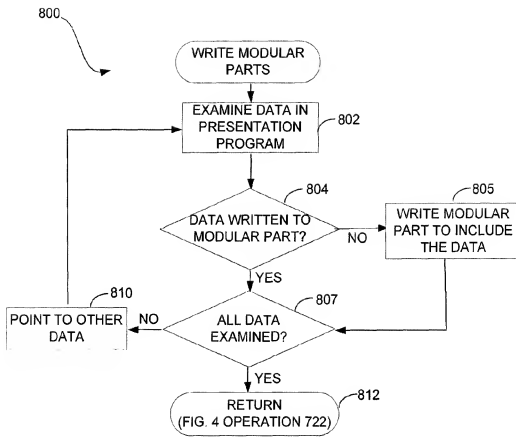 800
WRITE MODULAR
PARTS
EXAMINE DATA IN
PRESENTATION
PROGRAM
802
804
DATA WRITTEN TO
MODULAR PART?
NO
805
WRITE MODULAR
PART TO INCLUDE
THE DATA
YES
807
ALL DATA
EXAMINED?
NO
810
POINT TO OTHER
DATA
YES
812
RETURN
(FIG. 4 OPERATION 722)